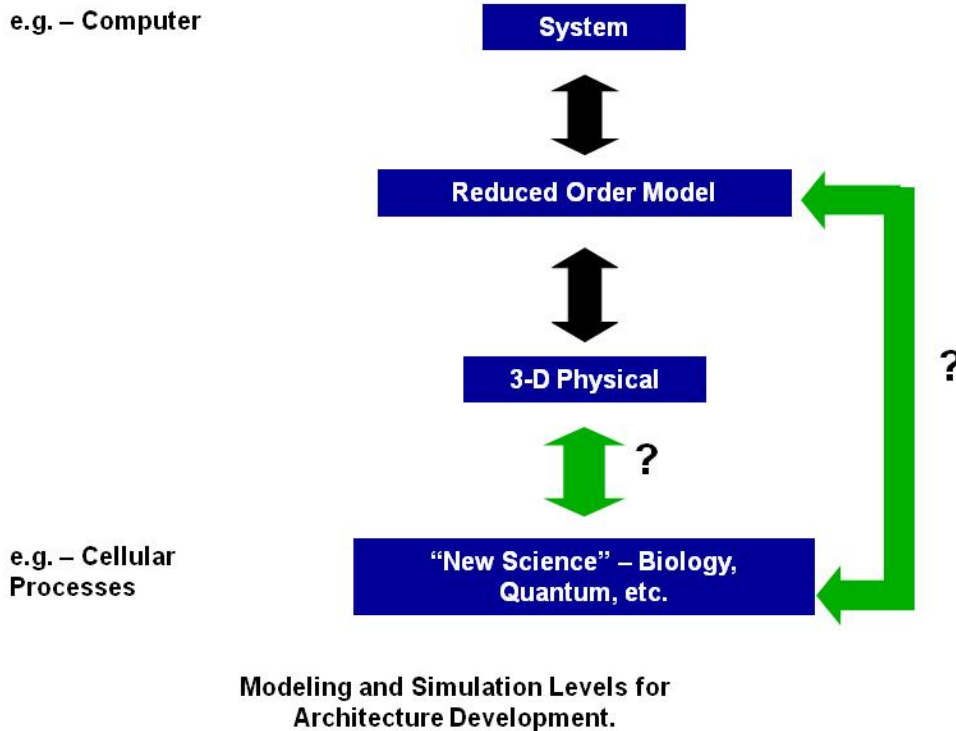 e.g. – Computer
System
Reduced Order Model
?
3-D Physical
?
e.g. – Cellular
Processes
“New Science” – Biology,
Quantum, etc.
Modeling and Simulation Levels for
Architecture Development.